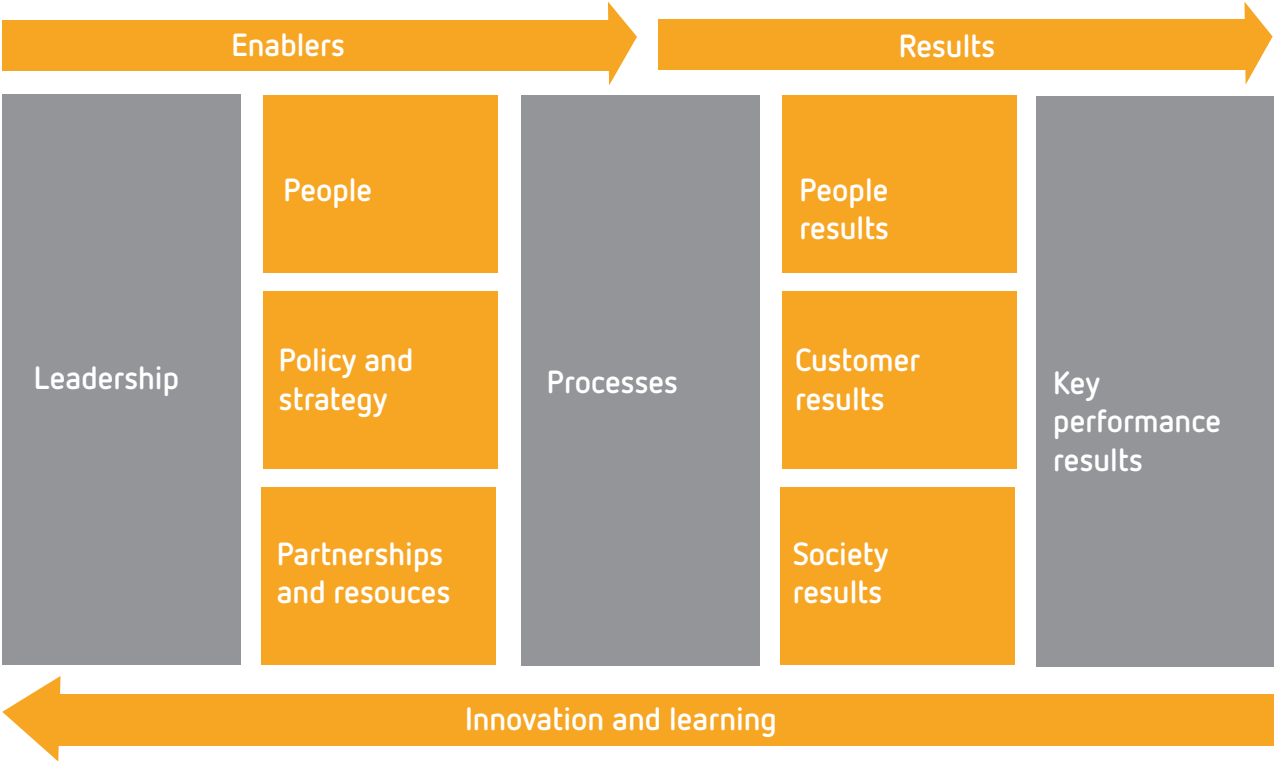 Enablers
Results
Leadership
People
Policy and
strategy
Partnerships
and resouces
Processes
People
results
Customer
results
Society
results
Key
performance
results
Innovation and learning